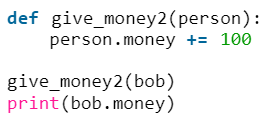 def give_money2(person):
    person.money += 100

give_money2(bob)
print(bob.money)